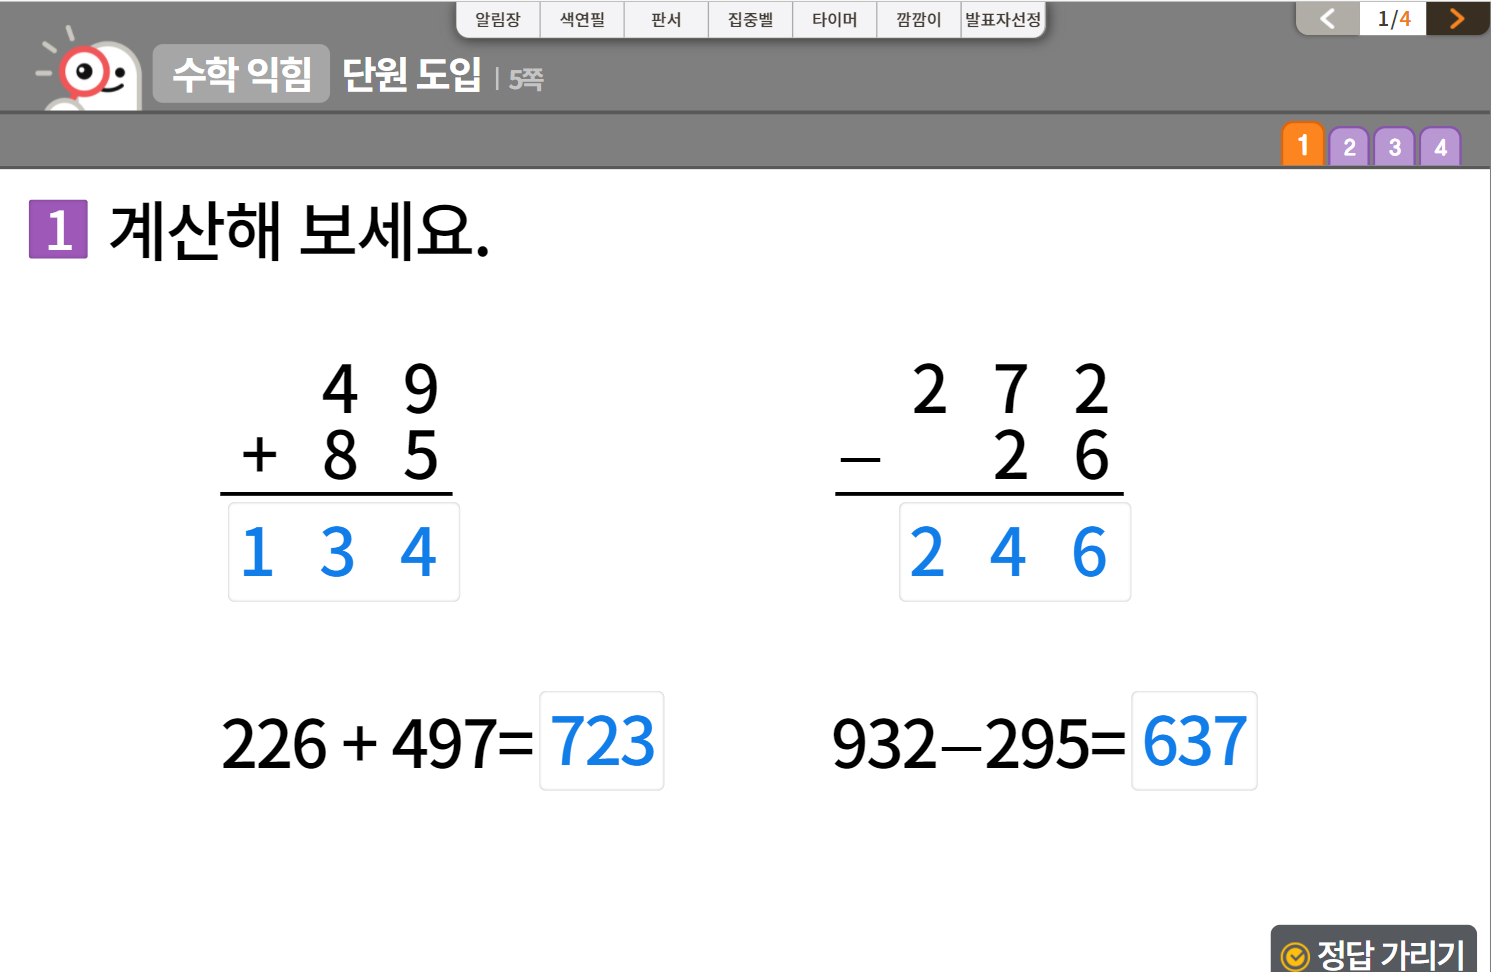 알림장 색연필 판서 집중벨 타이머 깜깜이 발표자선정
1/4
수학 익힘 단원 도입 5쪽
1 2 3 4
1 계산해 보세요.
4 9
+ 8 5
1 3 4
2 7 2
− 2 6
2 4 6
226 + 497= 723
932−295= 637
정답 가리기